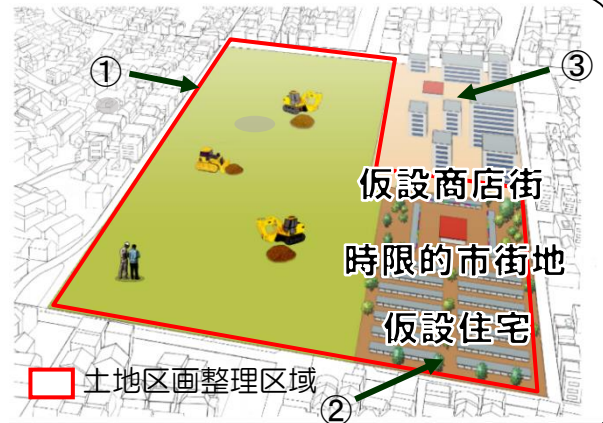 ①
③
仮設商店街
時限的市街地
仮設住宅
土地区画整理区域
②